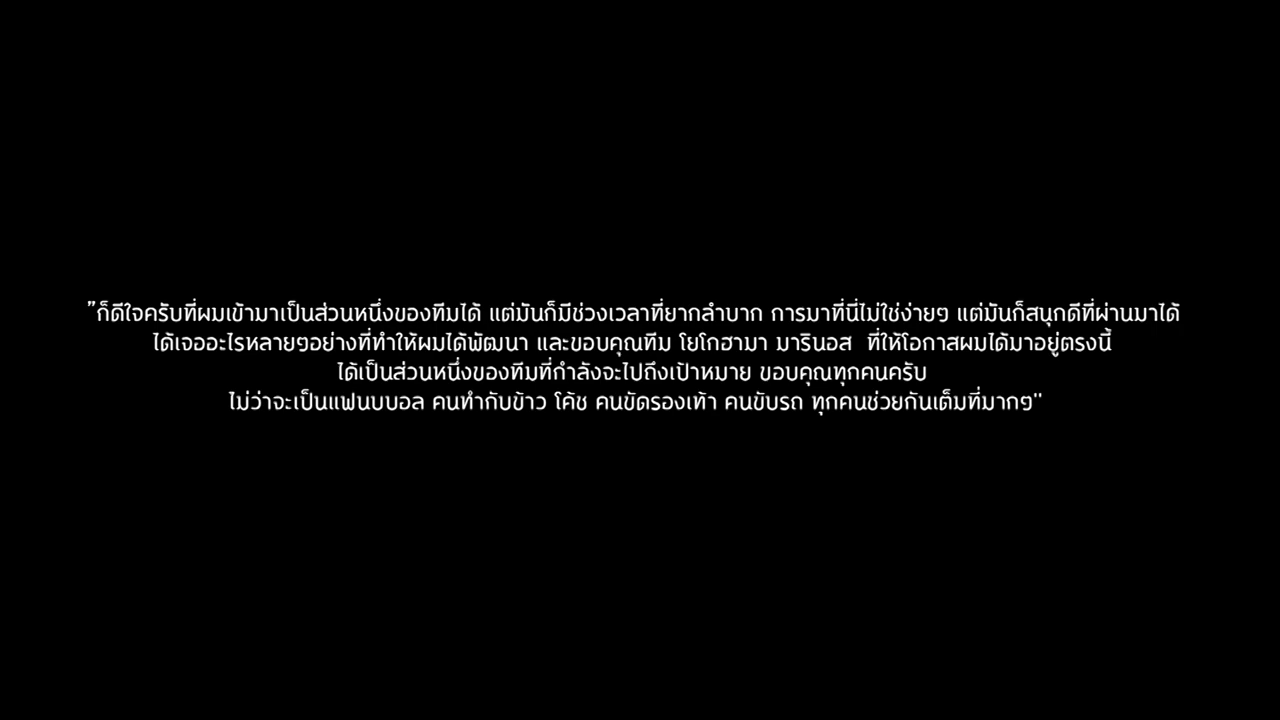 "ก็ดีใจครับที่ผมเข้ามาเป็นส่วนหนึ่งของทีมได้ แต่มันก็มีช่วงเวลาที่ยากลำบาก การมาที่นี่ไม่ใช่ง่ายๆ แต่มันก็สนุกดีที่ผ่านมาได้
ได้เจออะไรหลายๆอย่างที่ทำให้ผมได้พัฒนา และขอบคุณทีม โยโกฮามา มารินอส  ที่ให้โอกาสผมได้มาอยู่ตรงนี้
ได้เป็นส่วนหนึ่งของทีมที่กำลังจะไปถึงเป้าหมาย ขอบคุณทุกคนครับ
ไม่ว่าจะเป็นแฟนบบอล คนทำกับข้าว โค้ช คนขัดรองเท้า คนขับรถ ทุกคนช่วยกันเต็มที่มากๆ"